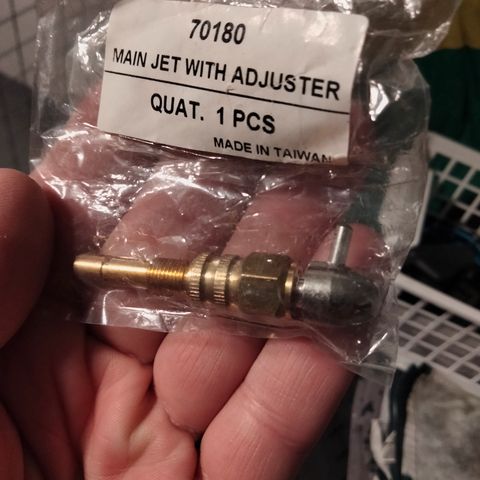 70180
MAIN JET WITH ADJUSTER
QUAT. 1 PCS
MADE IN TAIWAN